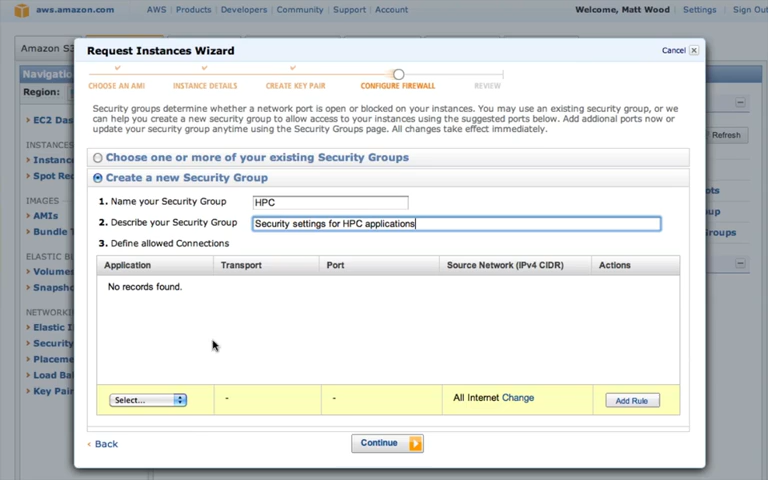 aws.amazon.com
AWS | Products | Developers | Community | Support | Account
Welcome, Matt Wood | Settings | Sign Out
Amazon S3
Navigation
Region:
> EC2 Das
INSTANCES
> Instanc
> Spot Re
IMAGES
> AMIs
> Bundle T
ELASTIC BL
> Volumes
> Snapsho
NETWORKI
> Elastic I
> Security
> Placeme
> Load Ba
> Key Pai
Refresh
ots
up
roups
Request Instances Wizard
Cancel
CHOOSE AN AMI
INSTANCE DETAILS
CREATE KEY PAIR
CONFIGURE FIREWALL
REVIEW
Security groups determine whether a network port is open or blocked on your instances. You may use an existing security group, or we
can help you create a new security group to allow access to your instances using the suggested ports below. Add addional ports now or
update your security group anytime using the Security Groups page. All changes take effect immediately.
Choose one or more of your existing Security Groups
Create a new Security Group
1. Name your Security Group HPC
2. Describe your Security Group Security settings for HPC applications
3. Define allowed Connections
Application Transport Port Source Network (IPv4 CIDR) Actions
No records found.
Select... - - All Internet Change Add Rule
< Back
Continue